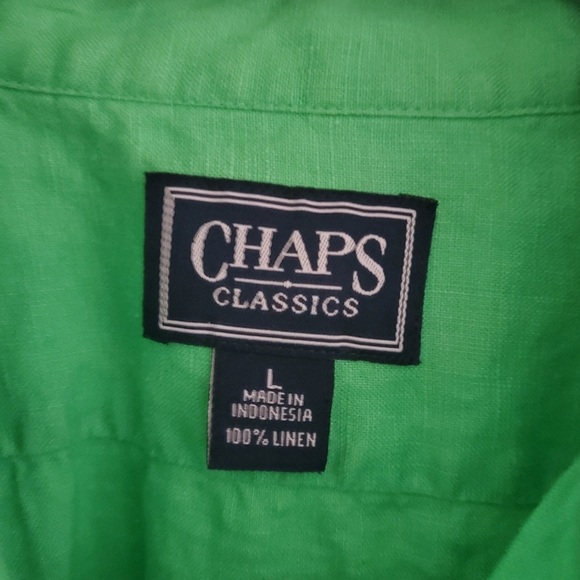 CHAPS
CLASSICS
L
MADE IN
INDONESIA
100% LINEN